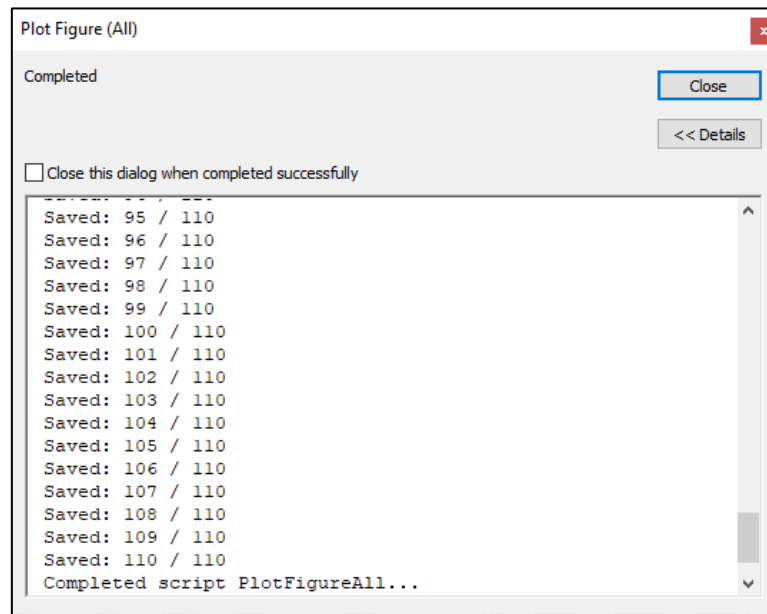 Plot Figure (All)
x
Completed
Close
<< Details
Close this dialog when completed successfully
Saved: 95 / 110
Saved: 96 / 110
Saved: 97 / 110
Saved: 98 / 110
Saved: 99 / 110
Saved: 100 / 110
Saved: 101 / 110
Saved: 102 / 110
Saved: 103 / 110
Saved: 104 / 110
Saved: 105 / 110
Saved: 106 / 110
Saved: 107 / 110
Saved: 108 / 110
Saved: 109 / 110
Saved: 110 / 110
Completed script PlotFigureAll...